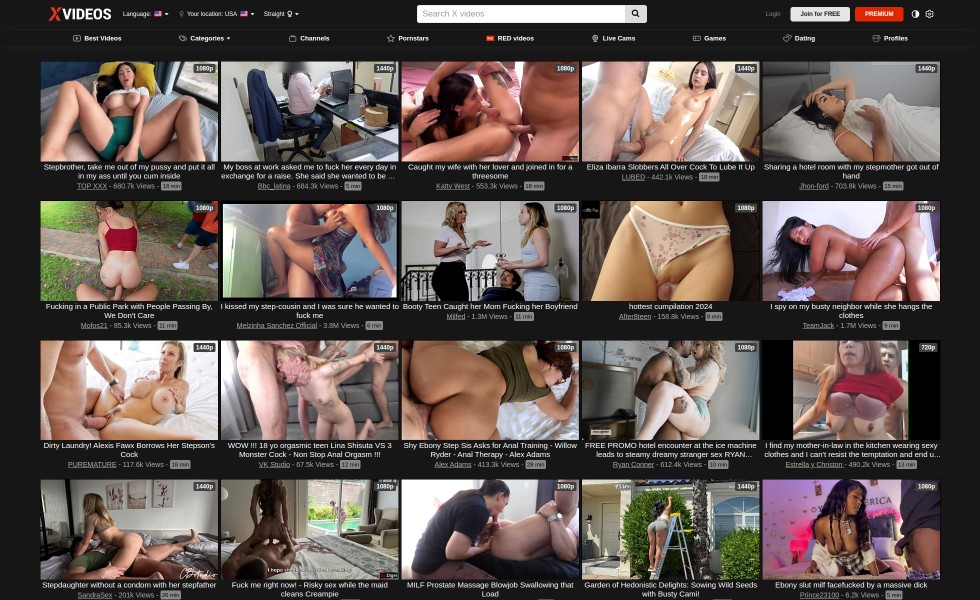 XVIDEOS
Language:
Your location: USA
Straight
Search X videos
Login
Join for FREE
PREMIUM
Best Videos
Categories
Channels
Pornstars
RED videos
Live Cams
Games
Dating
Profiles
1080p
1440p
1080p
1440p
1440p
Stepbrother, take me out of my pussy and put it all
in my ass until you cum inside
TOP XXX - 680.7k Views - 18 min
My boss at work asked me to fuck her every day in
exchange for a raise. She said she wanted to be ...
Bbc_latina - 684.3k Views - 5 min
Caught my wife with her lover and joined in for a
threesome
Katty West - 553.3k Views - 18 min
Eliza Ibarra Slobbers All Over Cock To Lube It Up
LUBED - 442.1k Views - 18 min
Sharing a hotel room with my stepmother got out of
hand
Jhon-ford - 703.8k Views - 15 min
1080p
1080p
1080p
1080p
1080p
Fucking in a Public Park with People Passing By,
We Don't Care
Mofos21 - 85.3k Views - 11 min
I kissed my step-cousin and I was sure he wanted to
fuck me
Melzinha Sanchez Official - 3.8M Views - 6 min
Booty Teen Caught her Mom Fucking her Boyfriend
Milfed - 1.3M Views - 11 min
hottest cumpilation 2024
After8teen - 158.8k Views - 8 min
I spy on my busty neighbor while she hangs the
clothes
TeamJack - 1.7M Views - 9 min
1440p
1440p
1080p
1080p
720p
Dirty Laundry! Alexis Fawx Borrows Her Stepson's
Cock
PUREMATURE - 117.6k Views - 18 min
WOW !!! 18 yo orgasmic teen Lina Shisuta VS 3
Monster Cock - Non Stop Anal Orgasm !!!
VK Studio - 67.5k Views - 12 min
Shy Ebony Step Sis Asks for Anal Training - Willow
Ryder - Anal Therapy - Alex Adams
Alex Adams - 413.3k Views - 28 min
FREE PROMO hotel encounter at the ice machine
leads to steamy dreamy stranger sex RYAN...
Ryan Conner - 612.4k Views - 10 min
I find my mother-in-law in the kitchen wearing sexy
clothes and I can't resist the temptation and end u...
Estrella y Christon - 490.2k Views - 13 min
1440p
1080p
1080p
1440p
1080p
Stepdaughter without a condom with her stepfather
SandraSex - 201k Views - 26 min
Fuck me right now! - Risky sex while the maid
cleans Creampie
MILF Prostate Massage Blowjob Swallowing that
Load
Garden of Hedonistic Delights: Sowing Wild Seeds
with Busty Cami!
Ebony slut milf facefucked by a massive dick
Prince23100 - 6.2k Views - 5 min